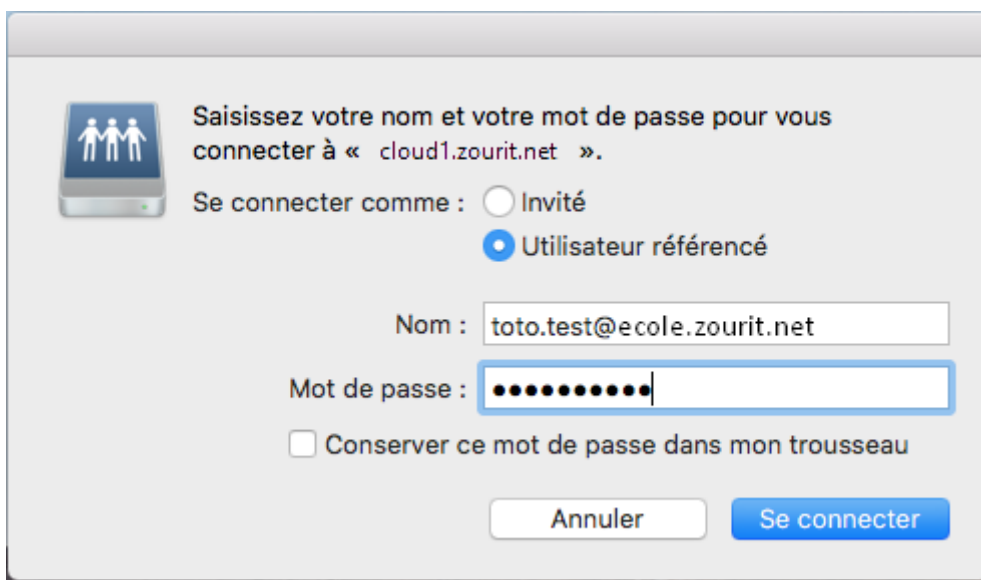 Saisissez votre nom et votre mot de passe pour vous
connecter à « cloud1.zourit.net ».
Se connecter comme : Invité
Utilisateur référencé
Nom : toto.test@ecole.zourit.net
Mot de passe : ••••••••••
Conserver ce mot de passe dans mon trousseau
Annuler Se connecter